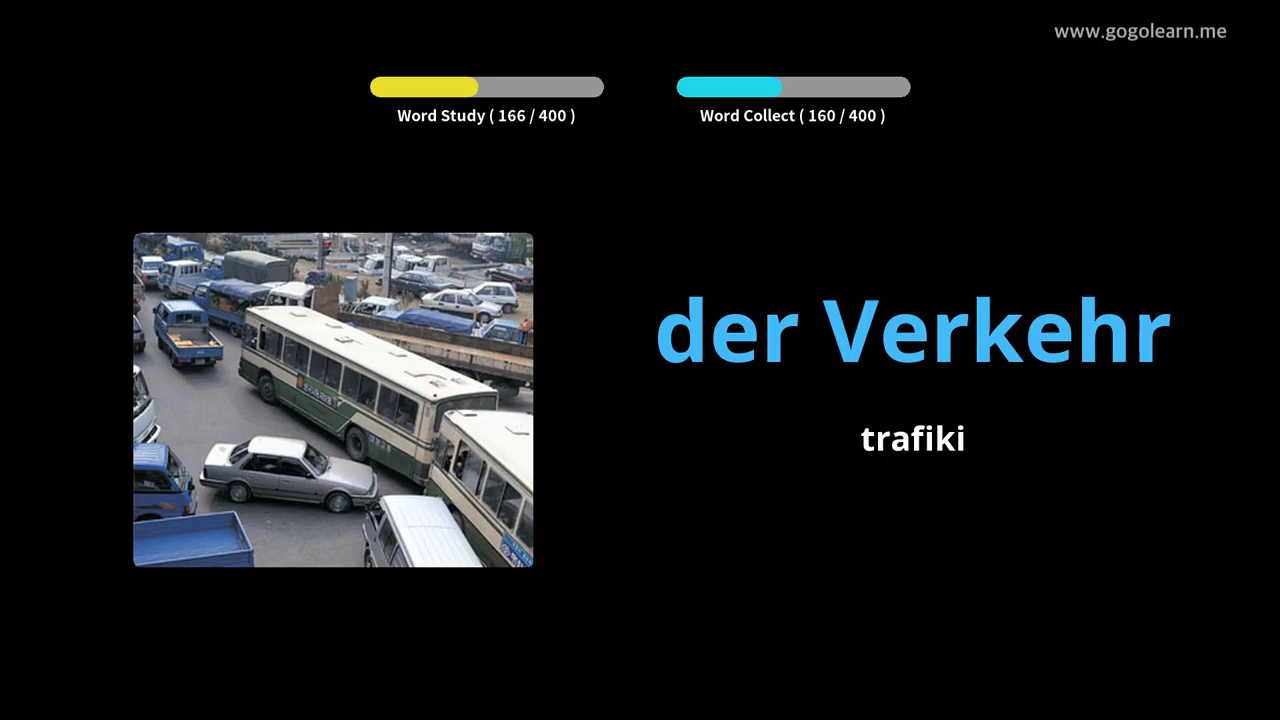 www.gogolearn.me
Word Study ( 166 / 400 )
Word Collect ( 160 / 400 )
der Verkehr
trafiki